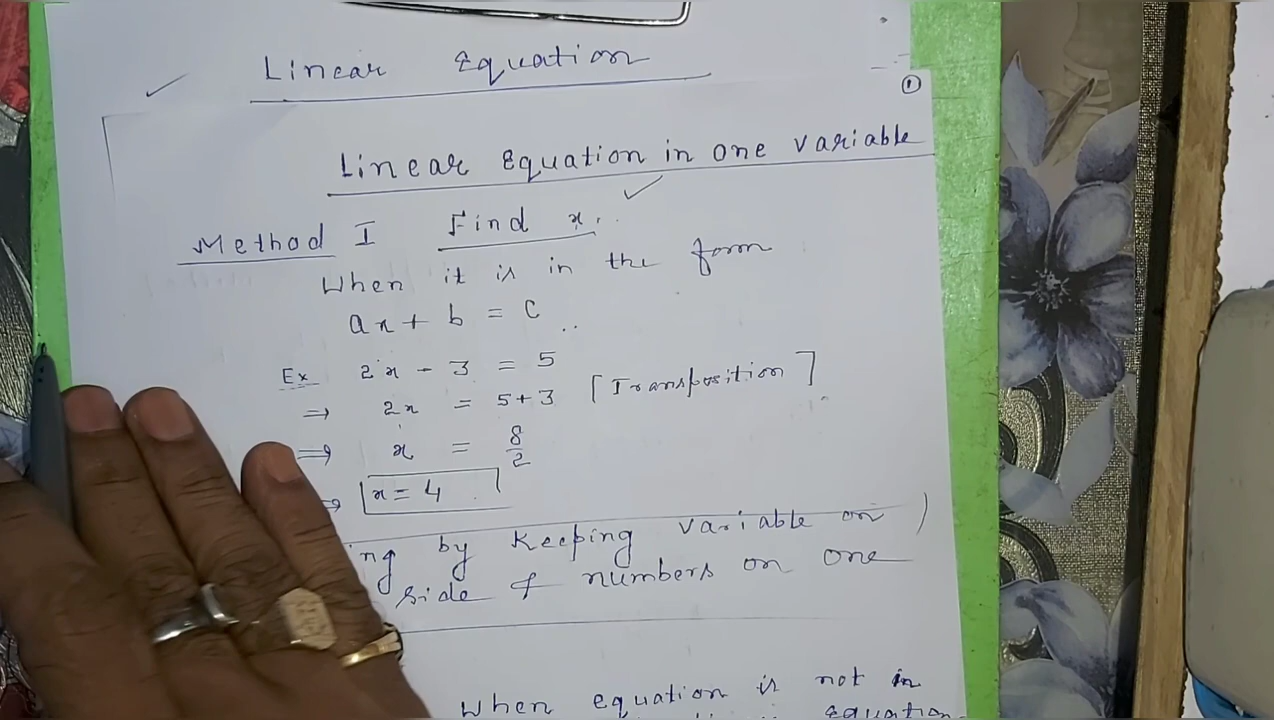 Linear Equation
①
Linear Equation in one variable
Method I Find x.
When it is in the form
ax + b = c
Ex 2x - 3 = 5
⇒ 2x = 5+3 [Transposition]
⇒ x = 8/2
⇒ x = 4
ing by Keeping variable on
side & numbers on one
When equation is not in
equation